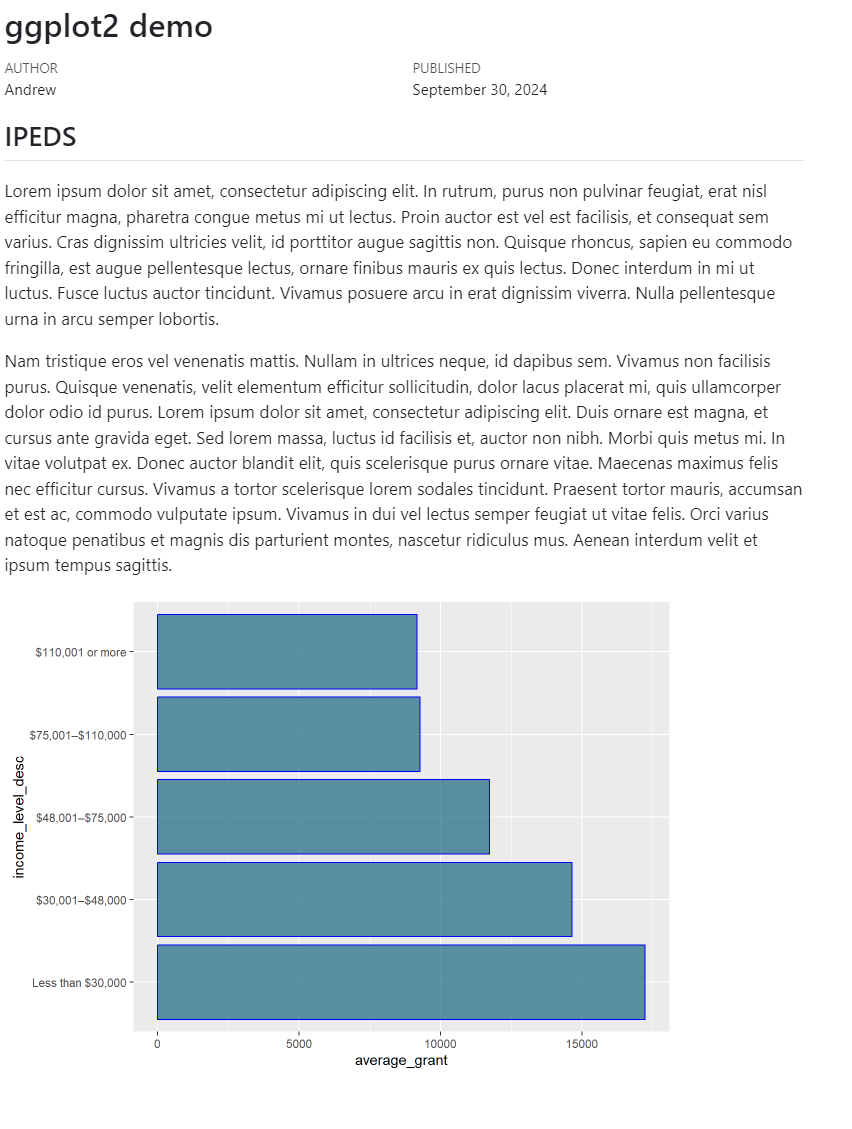 ggplot2 demo
AUTHOR
PUBLISHED
Andrew
September 30, 2024
IPEDS
Lorem ipsum dolor sit amet, consectetur adipiscing elit. In rutrum, purus non pulvinar feugiat, erat nisl
efficitur magna, pharetra congue metus mi ut lectus. Proin auctor est vel est facilisis, et consequat sem
varius. Cras dignissim ultricies velit, id porttitor augue sagittis non. Quisque rhoncus, sapien eu commodo
fringilla, est augue pellentesque lectus, ornare finibus mauris ex quis lectus. Donec interdum in mi ut
luctus. Fusce luctus auctor tincidunt. Vivamus posuere arcu in erat dignissim viverra. Nulla pellentesque
urna in arcu semper lobortis.
Nam tristique eros vel venenatis mattis. Nullam in ultrices neque, id dapibus sem. Vivamus non facilisis
purus. Quisque venenatis, velit elementum efficitur sollicitudin, dolor lacus placerat mi, quis ullamcorper
dolor odio id purus. Lorem ipsum dolor sit amet, consectetur adipiscing elit. Duis ornare est magna, et
cursus ante gravida eget. Sed lorem massa, luctus id facilisis et, auctor non nibh. Morbi quis metus mi. In
vitae volutpat ex. Donec auctor blandit elit, quis scelerisque purus ornare vitae. Maecenas maximus felis
nec efficitur cursus. Vivamus a tortor scelerisque lorem sodales tincidunt. Praesent tortor mauris, accumsan
et est ac, commodo vulputate ipsum. Vivamus in dui vel lectus semper feugiat ut vitae felis. Orci varius
natoque penatibus et magnis dis parturient montes, nascetur ridiculus mus. Aenean interdum velit et
ipsum tempus sagittis.
income_level_desc
$110,001 or more
$75,001–$110,000
$48,001–$75,000
$30,001–$48,000
Less than $30,000
0 5000 10000 15000
average_grant